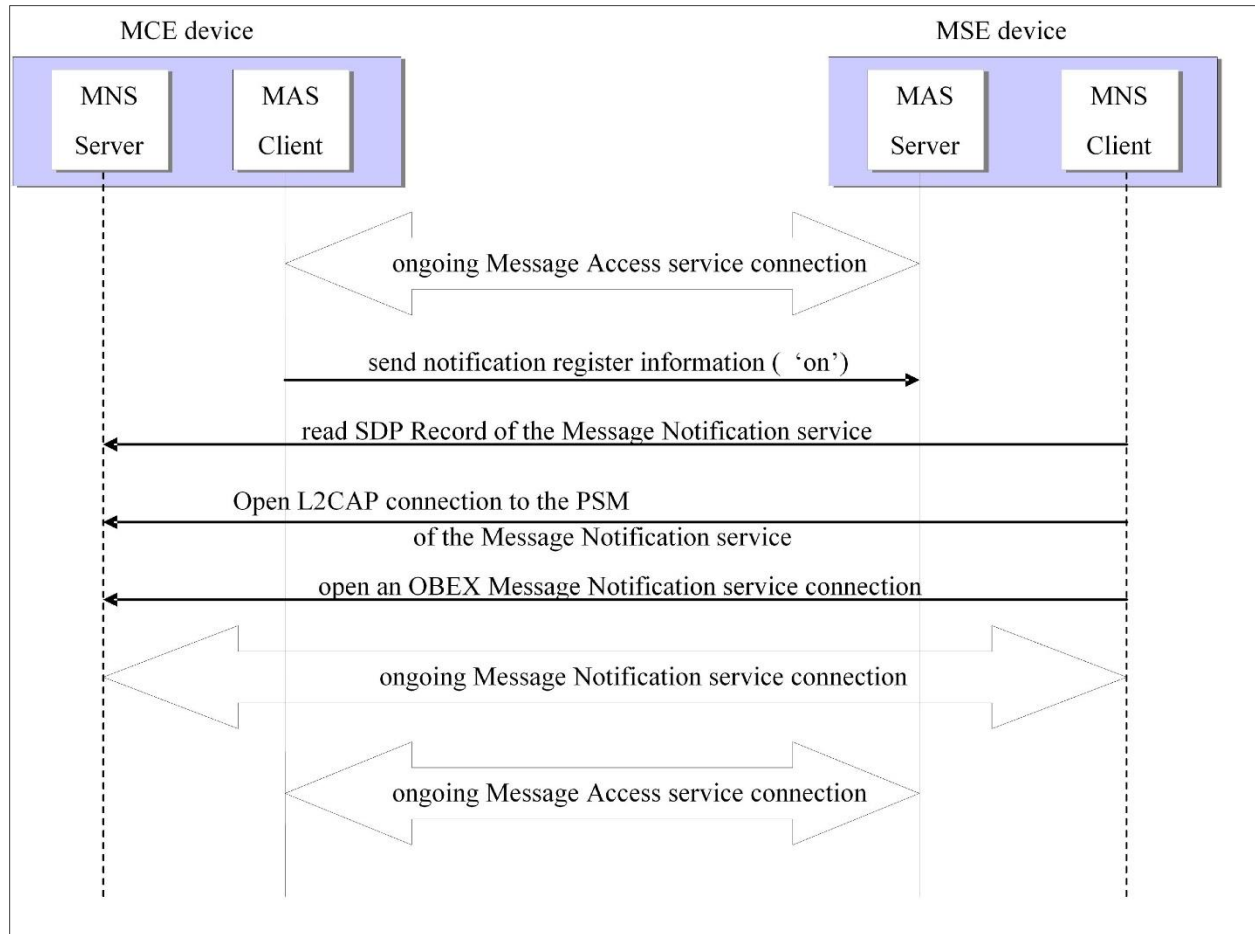 MCE device
MSE device
MNS
Server
MAS
Client
MAS
Server
MNS
Client
ongoing Message Access service connection
send notification register information (  ‘on’)
read SDP Record of the Message Notification service
Open L2CAP connection to the PSM
of the Message Notification service
open an OBEX Message Notification service connection
ongoing Message Notification service connection
ongoing Message Access service connection